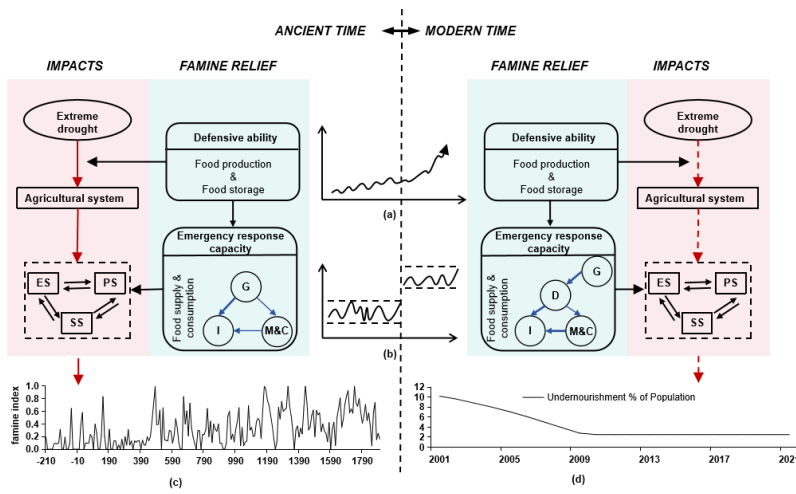 ANCIENT TIME
MODERN TIME
IMPACTS
FAMINE RELIEF
FAMINE RELIEF
IMPACTS
Extreme
drought
Defensive ability
Food production
&
Food storage
Agricultural system
Emergency response
capacity
Food supply &
consumption
G
I
M&C
ES
PS
SS
(a)
(b)
Defensive ability
Food production
&
Food storage
Extreme
drought
Agricultural system
Emergency response
capacity
Food supply &
consumption
G
D
I
M&C
ES
PS
SS
famine index
1.0
0.8
0.6
0.4
0.2
0.0
-210 -10 190 390 590 790 990 1190 1390 1590 1790
(c)
12
10
8
6
4
2
0
Undernourishment % of Population
2001 2005 2009 2013 2017 2021
(d)